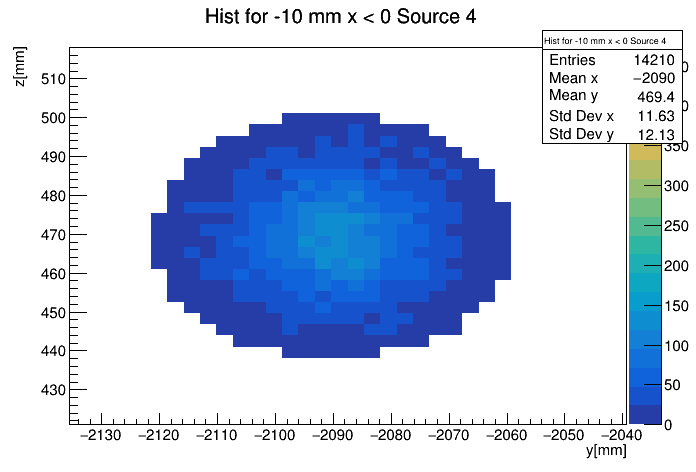 Hist for -10 mm x < 0 Source 4
z[mm]
Hist for -10 mm x < 0 Source 4
Entries 14210
Mean x −2090
Mean y 469.4
Std Dev x 11.63
Std Dev y 12.13
510
500
490
480
470
460
450
440
430
350
300
250
200
150
100
50
0
−2130 −2120 −2110 −2100 −2090 −2080 −2070 −2060 −2050 −2040
y[mm]